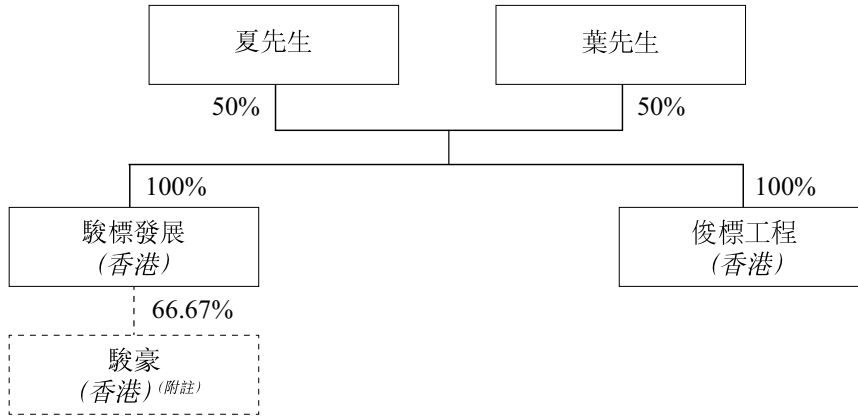 夏先生
葉先生
50%
50%
100%
100%
駿標發展
(香港)
俊標工程
(香港)
66.67%
駿豪
(香港)(附註)